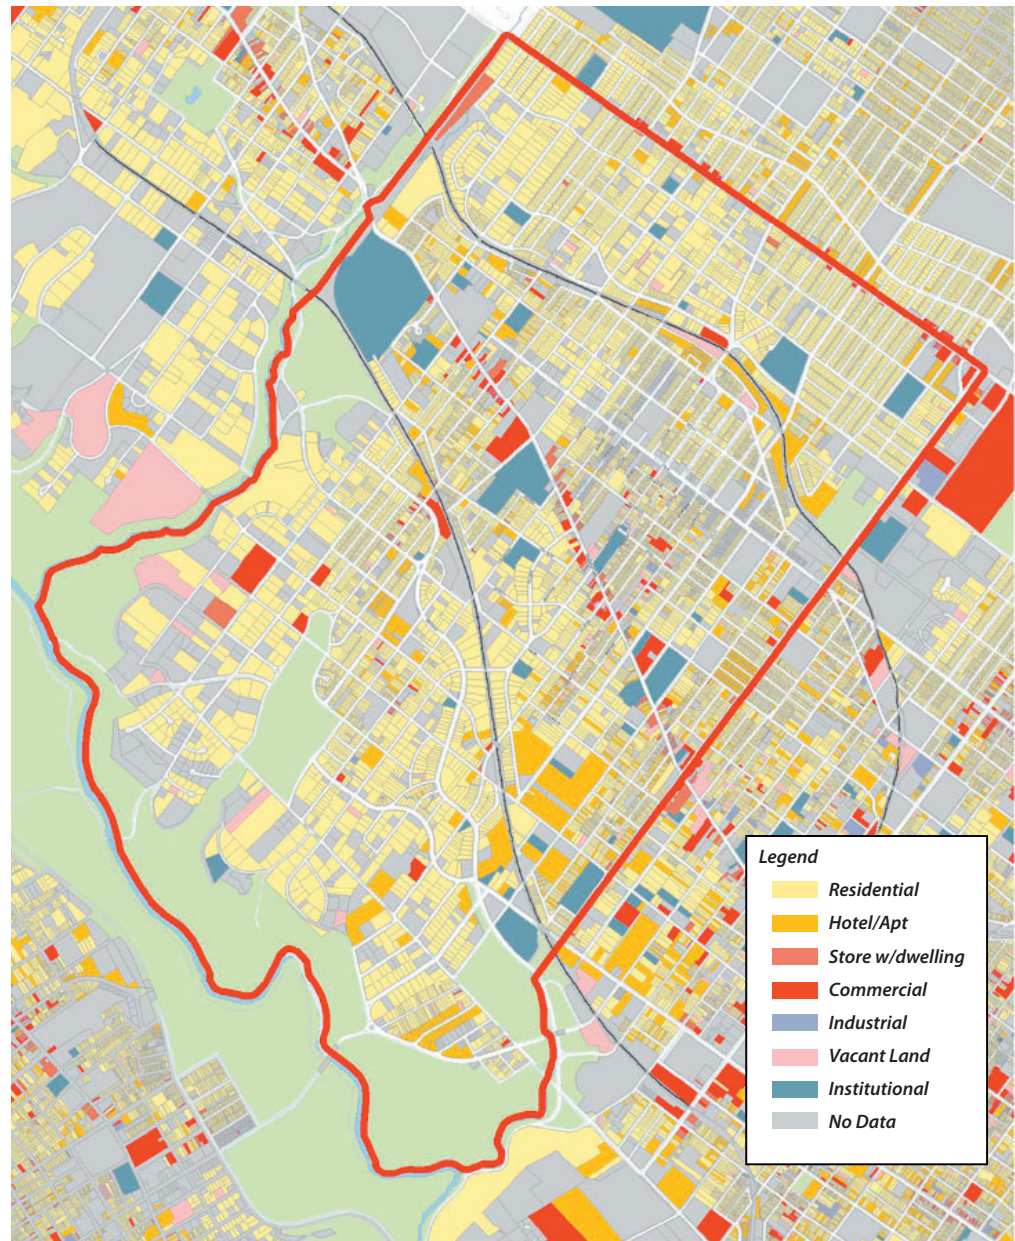 Legend
Residential
Hotel/Apt
Store w/dwelling
Commercial
Industrial
Vacant Land
Institutional
No Data